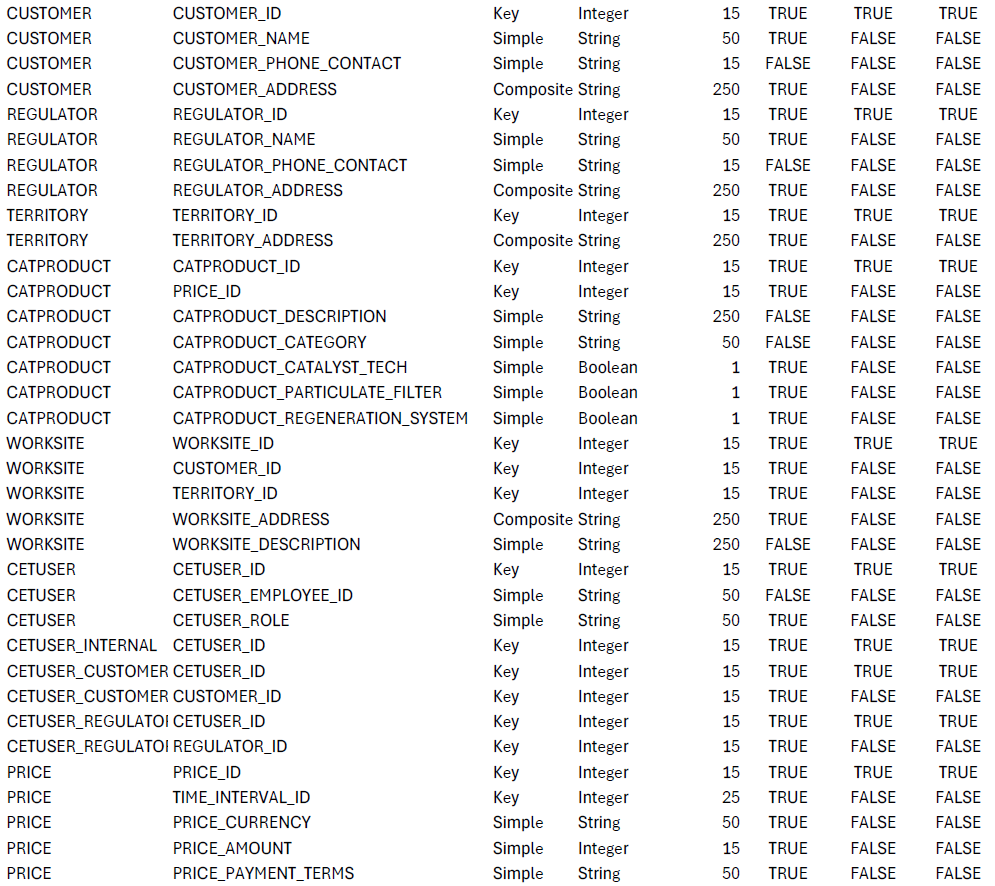 CUSTOMER CUSTOMER_ID Key Integer 15 TRUE TRUE TRUE
CUSTOMER CUSTOMER_NAME Simple String 50 TRUE FALSE FALSE
CUSTOMER CUSTOMER_PHONE_CONTACT Simple String 15 FALSE FALSE FALSE
CUSTOMER CUSTOMER_ADDRESS Composite String 250 TRUE FALSE FALSE
REGULATOR REGULATOR_ID Key Integer 15 TRUE TRUE TRUE
REGULATOR REGULATOR_NAME Simple String 50 TRUE FALSE FALSE
REGULATOR REGULATOR_PHONE_CONTACT Simple String 15 FALSE FALSE FALSE
REGULATOR REGULATOR_ADDRESS Composite String 250 TRUE FALSE FALSE
TERRITORY TERRITORY_ID Key Integer 15 TRUE TRUE TRUE
TERRITORY TERRITORY_ADDRESS Composite String 250 TRUE FALSE FALSE
CATPRODUCT CATPRODUCT_ID Key Integer 15 TRUE TRUE TRUE
CATPRODUCT PRICE_ID Key Integer 15 TRUE FALSE FALSE
CATPRODUCT CATPRODUCT_DESCRIPTION Simple String 250 FALSE FALSE FALSE
CATPRODUCT CATPRODUCT_CATEGORY Simple String 50 FALSE FALSE FALSE
CATPRODUCT CATPRODUCT_CATALYST_TECH Simple Boolean 1 TRUE FALSE FALSE
CATPRODUCT CATPRODUCT_PARTICULATE_FILTER Simple Boolean 1 TRUE FALSE FALSE
CATPRODUCT CATPRODUCT_REGENERATION_SYSTEM Simple Boolean 1 TRUE FALSE FALSE
WORKSITE WORKSITE_ID Key Integer 15 TRUE TRUE TRUE
WORKSITE CUSTOMER_ID Key Integer 15 TRUE FALSE FALSE
WORKSITE TERRITORY_ID Key Integer 15 TRUE FALSE FALSE
WORKSITE WORKSITE_ADDRESS Composite String 250 TRUE FALSE FALSE
WORKSITE WORKSITE_DESCRIPTION Simple String 250 FALSE FALSE FALSE
CETUSER CETUSER_ID Key Integer 15 TRUE TRUE TRUE
CETUSER CETUSER_EMPLOYEE_ID Simple String 50 FALSE FALSE FALSE
CETUSER CETUSER_ROLE Simple String 50 TRUE FALSE FALSE
CETUSER_INTERNAL CETUSER_ID Key Integer 15 TRUE TRUE TRUE
CETUSER_CUSTOMER CETUSER_ID Key Integer 15 TRUE TRUE TRUE
CETUSER_CUSTOMER CUSTOMER_ID Key Integer 15 TRUE FALSE FALSE
CETUSER_REGULATO CETUSER_ID Key Integer 15 TRUE TRUE TRUE
CETUSER_REGULATO REGULATOR_ID Key Integer 15 TRUE FALSE FALSE
PRICE PRICE_ID Key Integer 15 TRUE TRUE TRUE
PRICE TIME_INTERVAL_ID Key Integer 25 TRUE FALSE FALSE
PRICE PRICE_CURRENCY Simple String 50 TRUE FALSE FALSE
PRICE PRICE_AMOUNT Simple Integer 15 TRUE FALSE FALSE
PRICE PRICE_PAYMENT_TERMS Simple String 50 TRUE FALSE FALSE